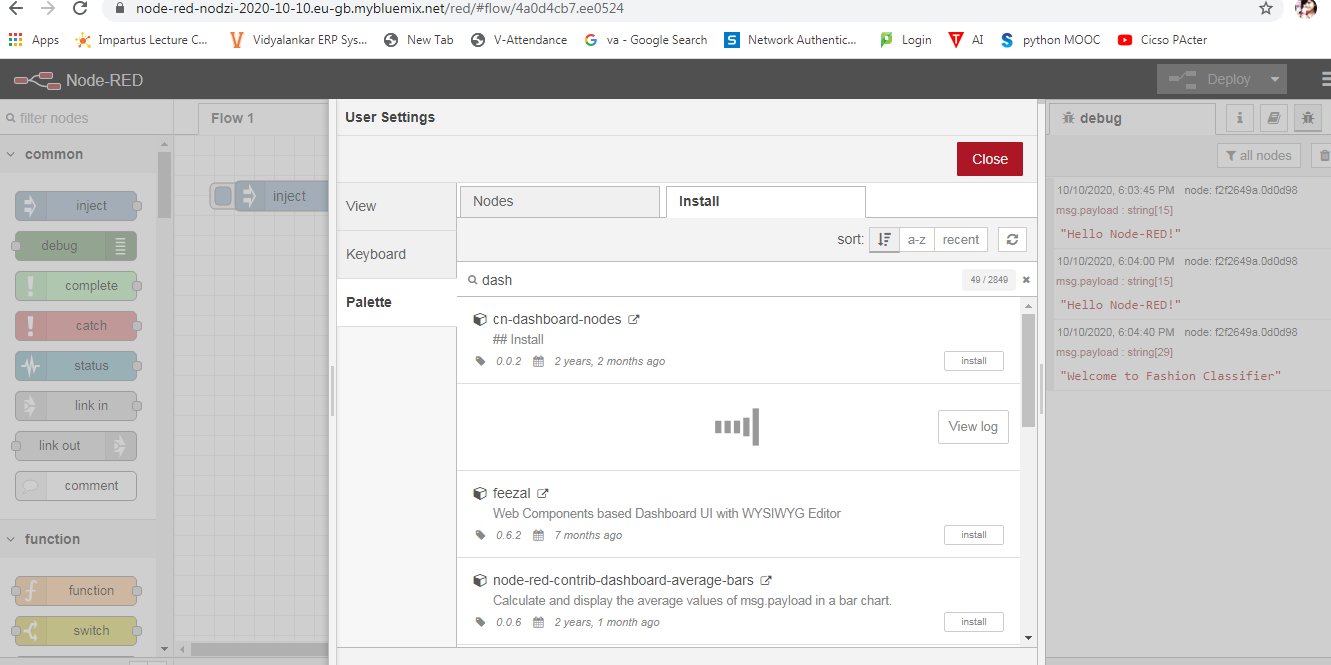 node-red-nodzi-2020-10-10.eu-gb.mybluemix.net/red/#flow/4a0d4cb7.ee0524
Apps Impartus Lecture C... Vidyalankar ERP Sys... New Tab V-Attendance va - Google Search Network Authentic... Login AI python MOOC Cicso PActer
Node-RED
Deploy
filter nodes
common
inject
debug
complete
catch
status
link in
link out
comment
function
function
switch
Flow 1
inject
User Settings
Close
View
Keyboard
Palette
Nodes
Install
sort: a-z recent
dash
49 / 2849
cn-dashboard-nodes
## Install
0.0.2 2 years, 2 months ago
install
View log
feezal
Web Components based Dashboard UI with WYSIWYG Editor
0.6.2 7 months ago
install
node-red-contrib-dashboard-average-bars
Calculate and display the average values of msg.payload in a bar chart.
0.0.6 2 years, 1 month ago
install
debug
all nodes
10/10/2020, 6:03:45 PM node: f2f2649a.0d0d98
msg.payload : string[15]
"Hello Node-RED!"
10/10/2020, 6:04:00 PM node: f2f2649a.0d0d98
msg.payload : string[15]
"Hello Node-RED!"
10/10/2020, 6:04:40 PM node: f2f2649a.0d0d98
msg.payload : string[29]
"Welcome to Fashion Classifier"